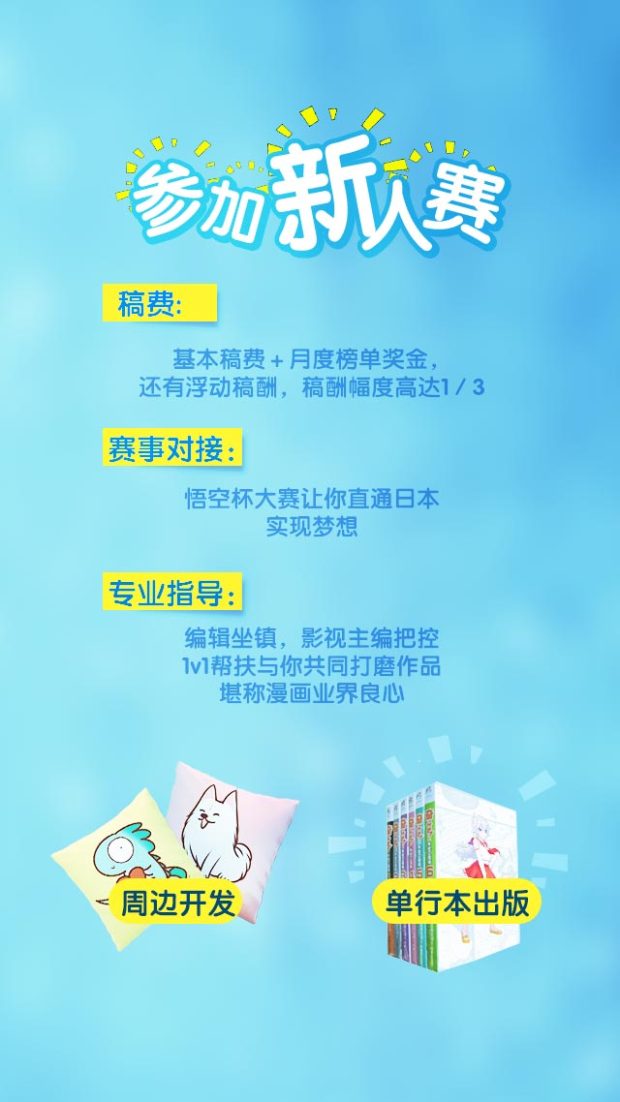 参加新人赛
稿费:
基本稿费+月度榜单奖金，
还有浮动稿酬，稿酬幅度高达1/3
赛事对接：
悟空杯大赛让你直通日本
实现梦想
专业指导：
编辑坐镇，影视主编把控
1v1帮扶与你共同打磨作品
堪称漫画业界良心
周边开发
单行本出版